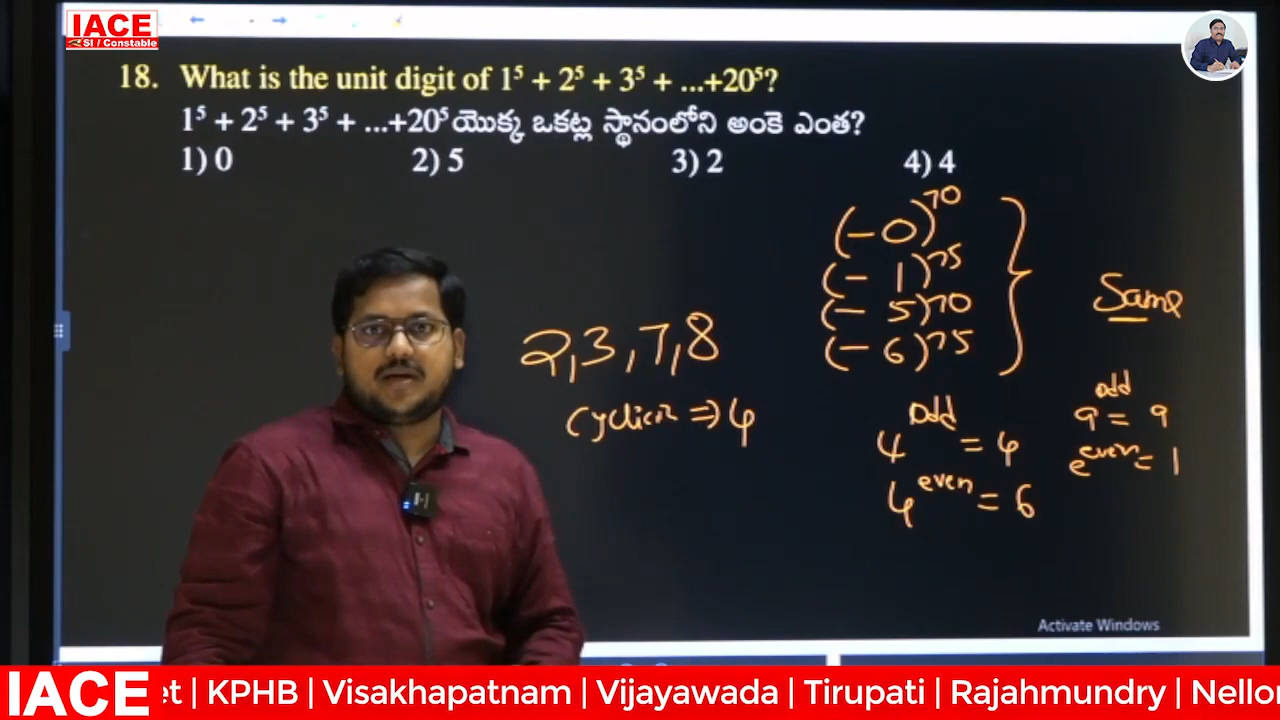 IACE
SI / Constable
18. What is the unit digit of 1⁵ + 2⁵ + 3⁵ + ...+20⁵?
1⁵ + 2⁵ + 3⁵ + ...+20⁵ యొక్క ఒకట్ల స్థానంలోని అంకె ఎంత?
1) 0 2) 5 3) 2 4) 4
(– 0)⁷⁰
(– 1)⁷⁵
(– 5)⁷⁰
(– 6)⁷⁵
Same
2,3,7,8
⇒ 4
4 odd = 4
4 even = 6
9 odd = 9
even = 1
Activate Windows
IACE et | KPHB | Visakhapatnam | Vijayawada | Tirupati | Rajahmundry |